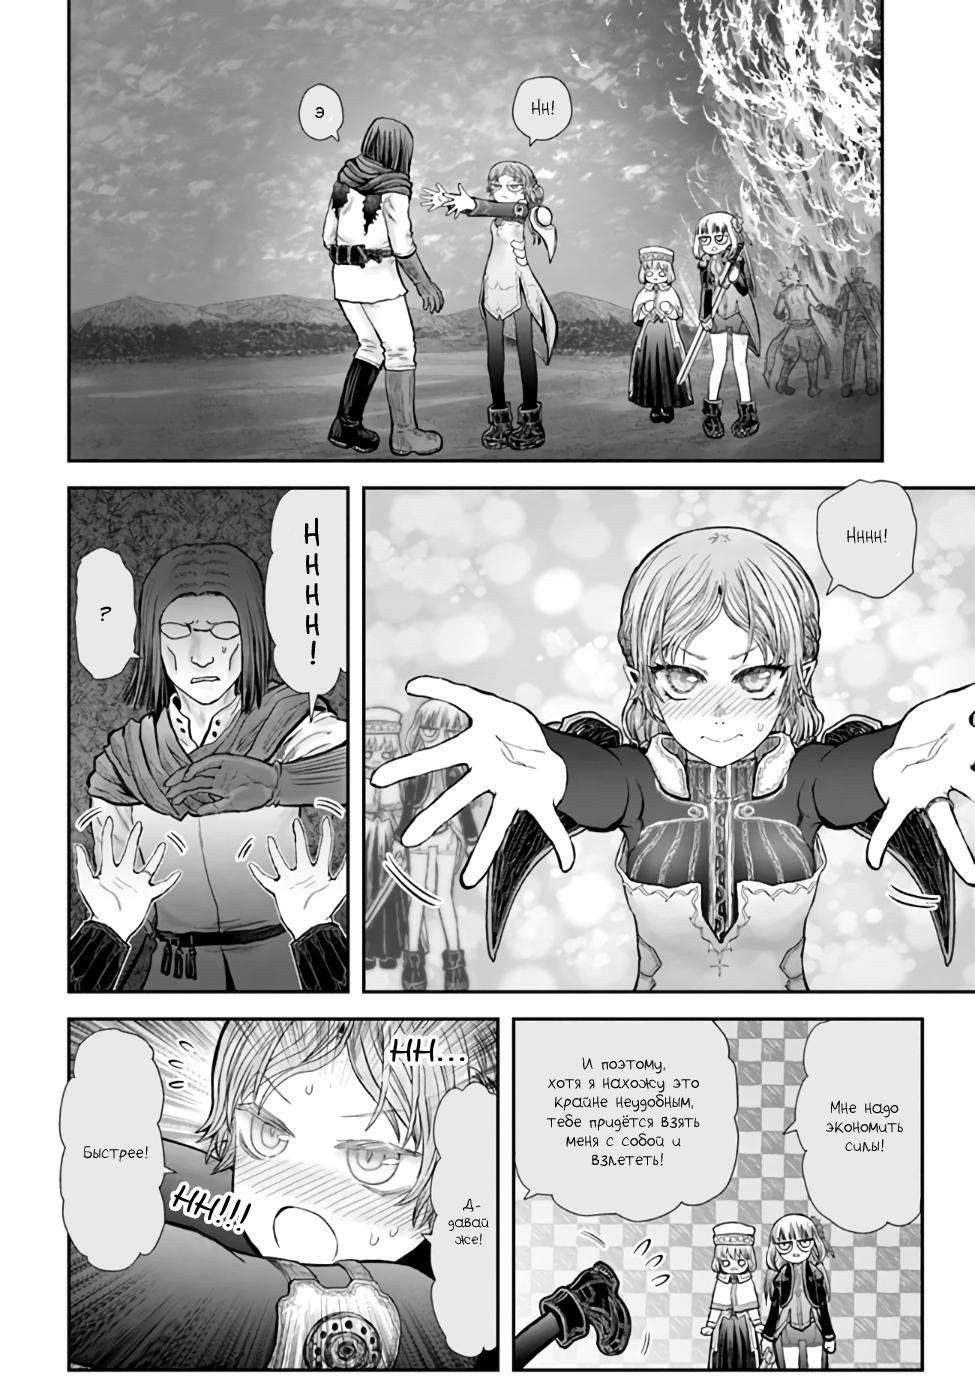 Э
Нн!
Нннн!
Н
Н
Н
Н
!
?
Мне надо
экономить
силы!
И поэтому,
хотя я нахожу это
крайне неудобным,
тебе придётся взять
меня с собой и
взлететь!
НН...
Д-
давай
же!
НН!!!
Быстрее!